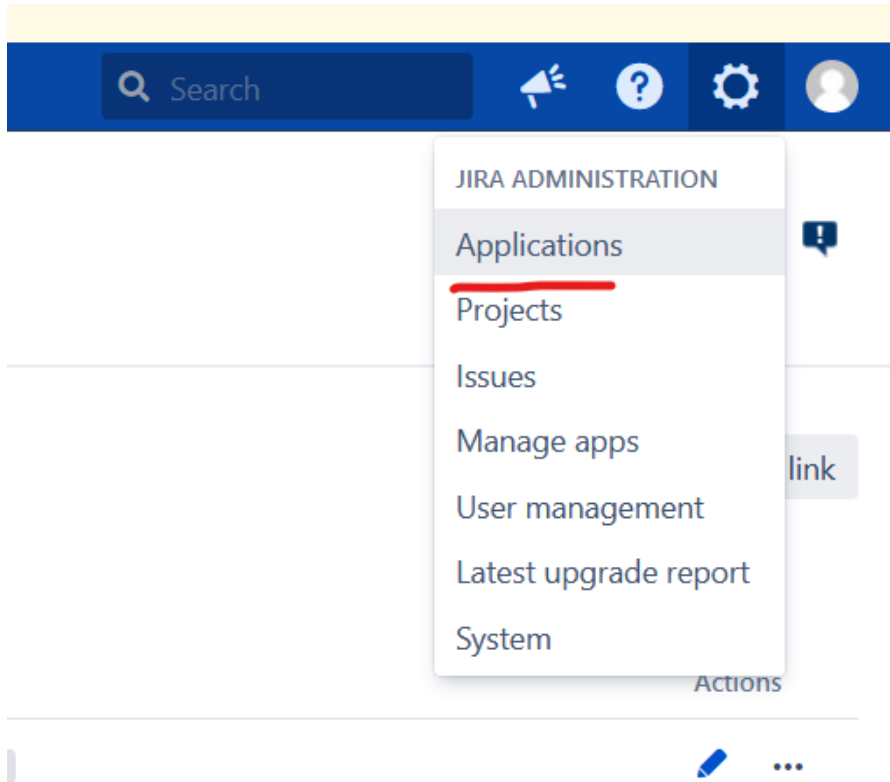 Search
JIRA ADMINISTRATION
Applications
Projects
Issues
Manage apps
link
User management
Latest upgrade report
System
Actions